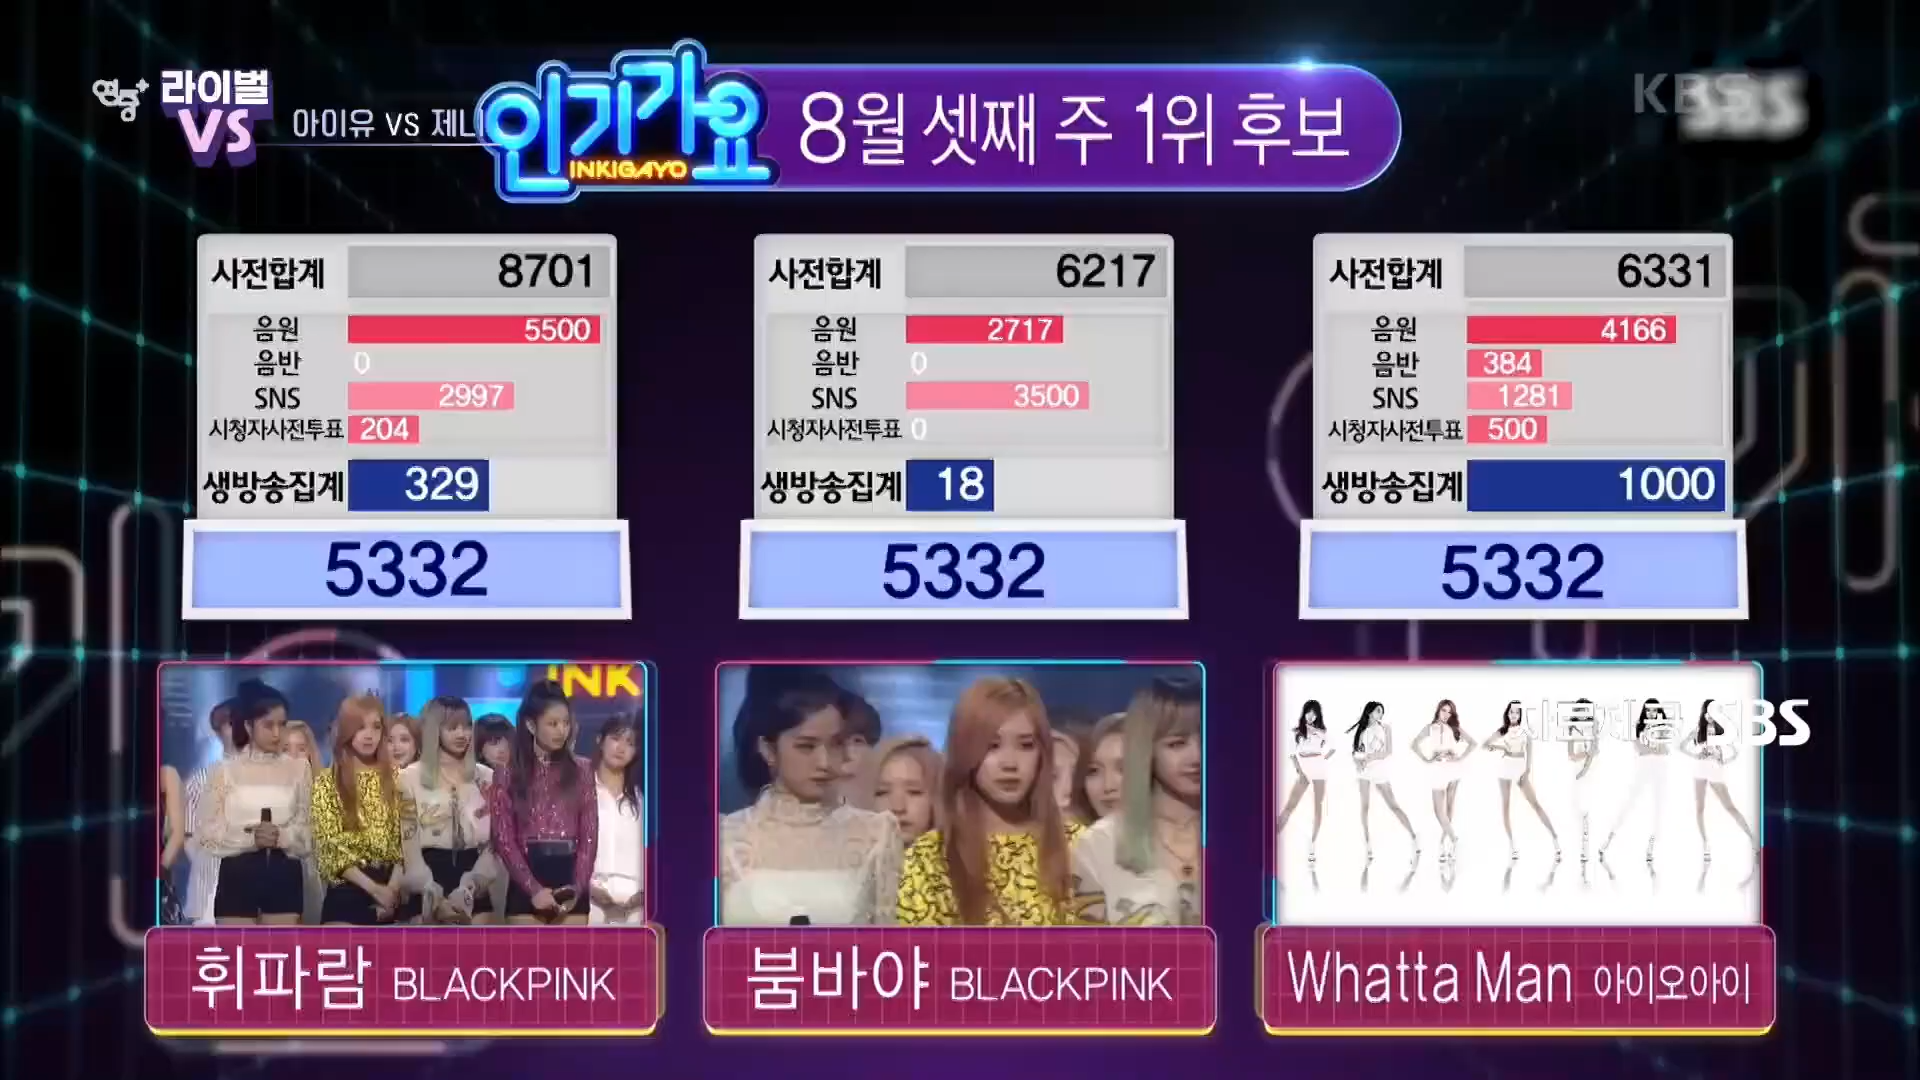 연중
라이벌
VS
아이유 vs 제니
인기가요
INKIGAYO
8월 셋째 주 1위 후보
KBS
SBS
사전합계 8701
음원 5500
음반 0
SNS 2997
시청자사전투표 204
생방송집계 329
5332
사전합계 6217
음원 2717
음반 0
SNS 3500
시청자사전투표 0
생방송집계 18
5332
사전합계 6331
음원 4166
음반 384
SNS 1281
시청자사전투표 500
생방송집계 1000
5332
INK
자료제공 SBS
휘파람 BLACKPINK
붐바야 BLACKPINK
Whatta Man 아이오아이